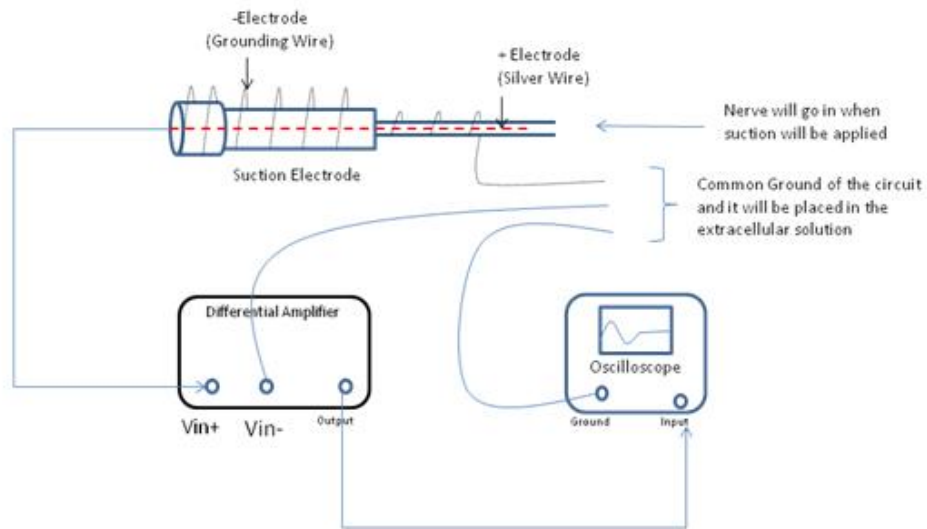 -Electrode
(Grounding Wire)
+ Electrode
(Silver Wire)
Nerve will go in when
suction will be applied
Suction Electrode
Common Ground of the circuit
and it will be placed in the
extracellular solution
Differential Amplifier
Oscilloscope
Vin+
Vin-
Output
Ground
Input